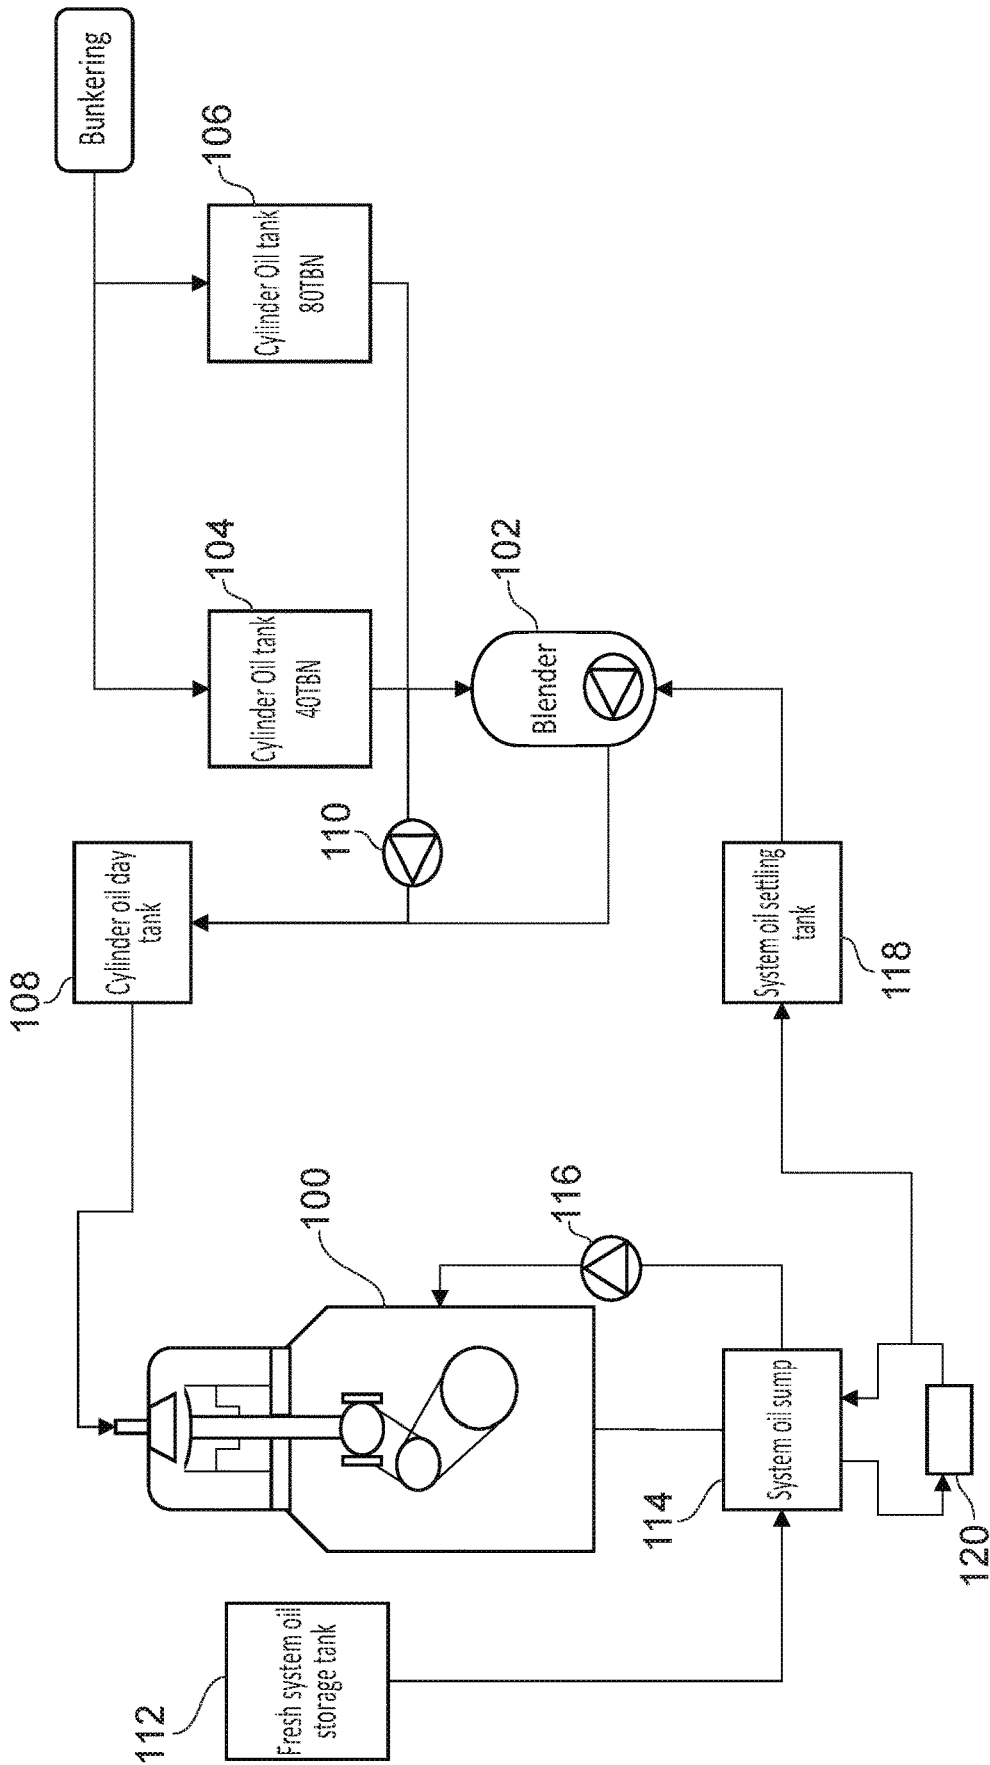 Bunkering
106
Cylinder Oil tank
80TBN
104
Cylinder Oil tank
40TBN
102
Blender
110
108
Cylinder oil day
tank
System oil settling
tank
118
100
116
System oil sump
114
120
112
Fresh system oil
storage tank